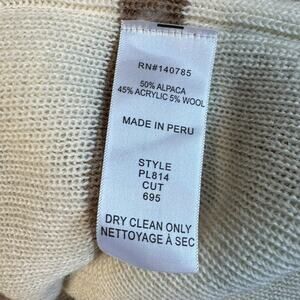 RN#140785
50% ALPACA
45% ACRYLIC 5% WOOL
MADE IN PERU
STYLE
PL814
CUT
695
DRY CLEAN ONLY
NETTOYAGE À SEC